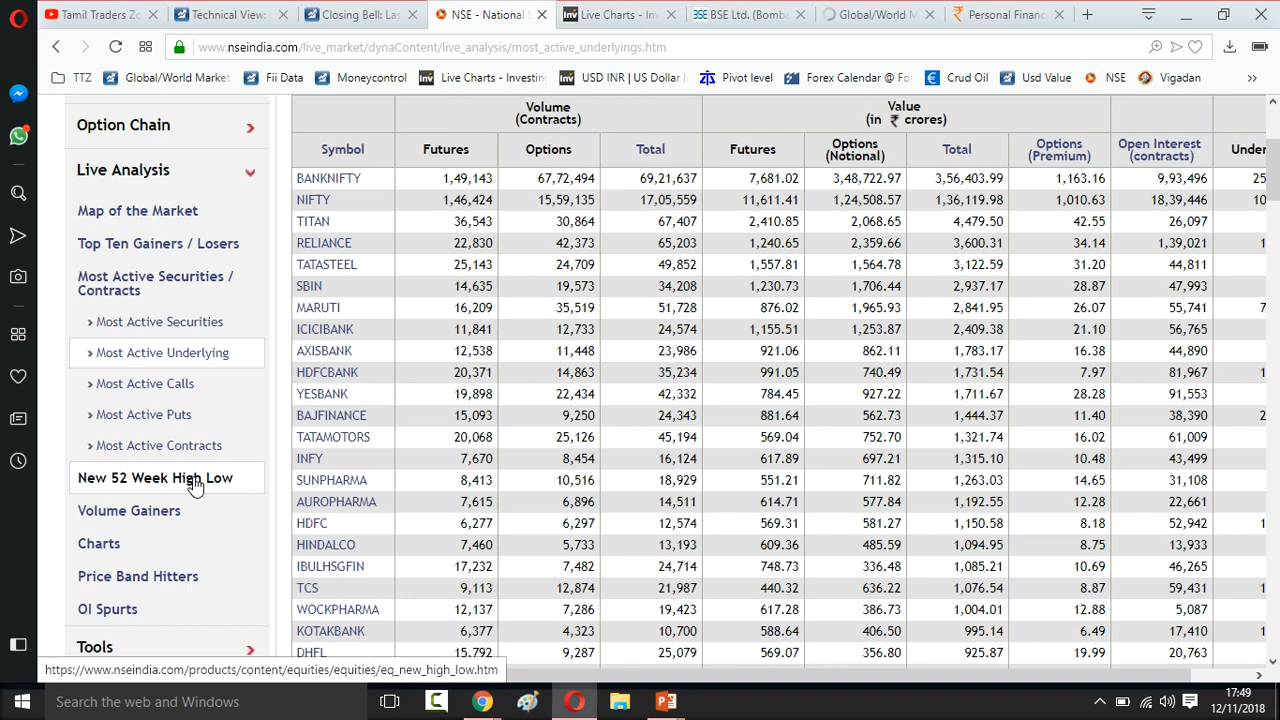 Tamil Traders Zo
Technical View:
Closing Bell: Las
NSE - National S
Live Charts - Inv
BSE Ltd. (Bomba
Global/World M
Personal Financ
www.nseindia.com/live_market/dynaContent/live_analysis/most_active_underlyings.htm
TTZ
Global/World Market
Fii Data
Moneycontrol
Live Charts - Investing
USD INR | US Dollar I
Pivot level
Forex Calendar @ Fo
Crud Oil
Usd Value
NSE
Vigadan
Option Chain
Live Analysis
Map of the Market
Top Ten Gainers / Losers
Most Active Securities /
Contracts
Most Active Securities
Most Active Underlying
Most Active Calls
Most Active Puts
Most Active Contracts
New 52 Week High Low
Volume Gainers
Charts
Price Band Hitters
OI Spurts
Tools
Volume
(Contracts)
Value
(in ₹ crores)
Symbol Futures Options Total Futures Options (Notional) Total Options (Premium) Open Interest (contracts) Under
BANKNIFTY 1,49,143 67,72,494 69,21,637 7,681.02 3,48,722.97 3,56,403.99 1,163.16 9,93,496 25
NIFTY 1,46,424 15,59,135 17,05,559 11,611.41 1,24,508.57 1,36,119.98 1,010.63 18,39,446 10
TITAN 36,543 30,864 67,407 2,410.85 2,068.65 4,479.50 42.55 26,097
RELIANCE 22,830 42,373 65,203 1,240.65 2,359.66 3,600.31 34.14 1,39,021 1
TATASTEEL 25,143 24,709 49,852 1,557.81 1,564.78 3,122.59 31.20 44,811
SBIN 14,635 19,573 34,208 1,230.73 1,706.44 2,937.17 28.87 47,993
MARUTI 16,209 35,519 51,728 876.02 1,965.93 2,841.95 26.07 55,741 7
ICICIBANK 11,841 12,733 24,574 1,155.51 1,253.87 2,409.38 21.10 56,765
AXISBANK 12,538 11,448 23,986 921.06 862.11 1,783.17 16.38 44,890
HDFCBANK 20,371 14,863 35,234 991.05 740.49 1,731.54 7.97 81,967 1
YESBANK 19,898 22,434 42,332 784.45 927.22 1,711.67 28.28 91,553
BAJFINANCE 15,093 9,250 24,343 881.64 562.73 1,444.37 11.40 38,390 2
TATAMOTORS 20,068 25,126 45,194 569.04 752.70 1,321.74 16.02 61,009
INFY 7,670 8,454 16,124 617.89 697.21 1,315.10 10.48 43,499
SUNPHARMA 8,413 10,516 18,929 551.21 711.82 1,263.03 14.65 31,108
AUROPHARMA 7,615 6,896 14,511 614.71 577.84 1,192.55 12.28 22,661
HDFC 6,277 6,297 12,574 569.31 581.27 1,150.58 8.18 52,942 1
HINDALCO 7,460 5,733 13,193 609.36 485.59 1,094.95 8.75 13,933
IBULHSGFIN 17,232 7,482 24,714 748.73 336.48 1,085.21 10.69 46,265
TCS 9,113 12,874 21,987 440.32 636.22 1,076.54 8.87 59,431 1
WOCKPHARMA 12,137 7,286 19,423 617.28 386.73 1,004.01 12.88 5,087
KOTAKBANK 6,377 4,323 10,700 588.64 406.50 995.14 6.49 17,410 1
DHFL 15,792 9,287 25,079 569.07 356.80 925.87 19.99 20,763
https://www.nseindia.com/products/content/equities/equities/eq_new_high_low.htm
Search the web and Windows
17:49
12/11/2018